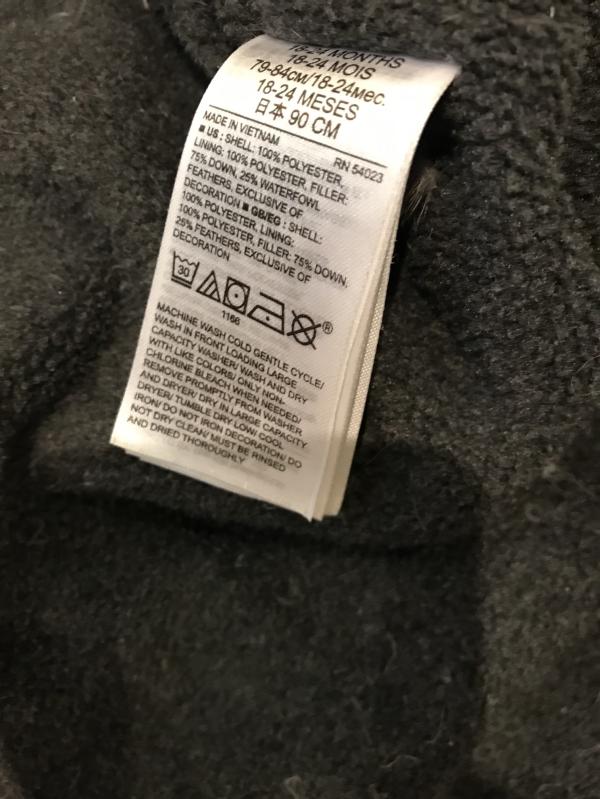 18-24 MONTHS
18-24 MOIS
79-84CM/18-24мес.
18-24 MESES
日本 90 CM
MADE IN VIETNAM
RN 54023
■ US : SHELL: 100% POLYESTER,
LINING: 100% POLYESTER, FILLER:
75% DOWN, 25% WATERFOWL
FEATHERS, EXCLUSIVE OF
DECORATION ■ GB/EG : SHELL:
100% POLYESTER, LINING:
100% POLYESTER, FILLER: 75% DOWN,
25% FEATHERS, EXCLUSIVE OF
DECORATION
30
®
1166
MACHINE WASH COLD GENTLE CYCLE/
WASH IN FRONT LOADING LARGE
CAPACITY WASHER/ WASH AND DRY
WITH LIKE COLORS/ ONLY NON-
CHLORINE BLEACH WHEN NEEDED/
REMOVE PROMPTLY FROM WASHER
AND DRYER/ DRY IN LARGE CAPACITY
DRYER/ TUMBLE DRY LOW/ COOL
IRON/ DO NOT IRON DECORATION/ DO
NOT DRY CLEAN/ MUST BE RINSED
AND DRIED THOROUGHLY